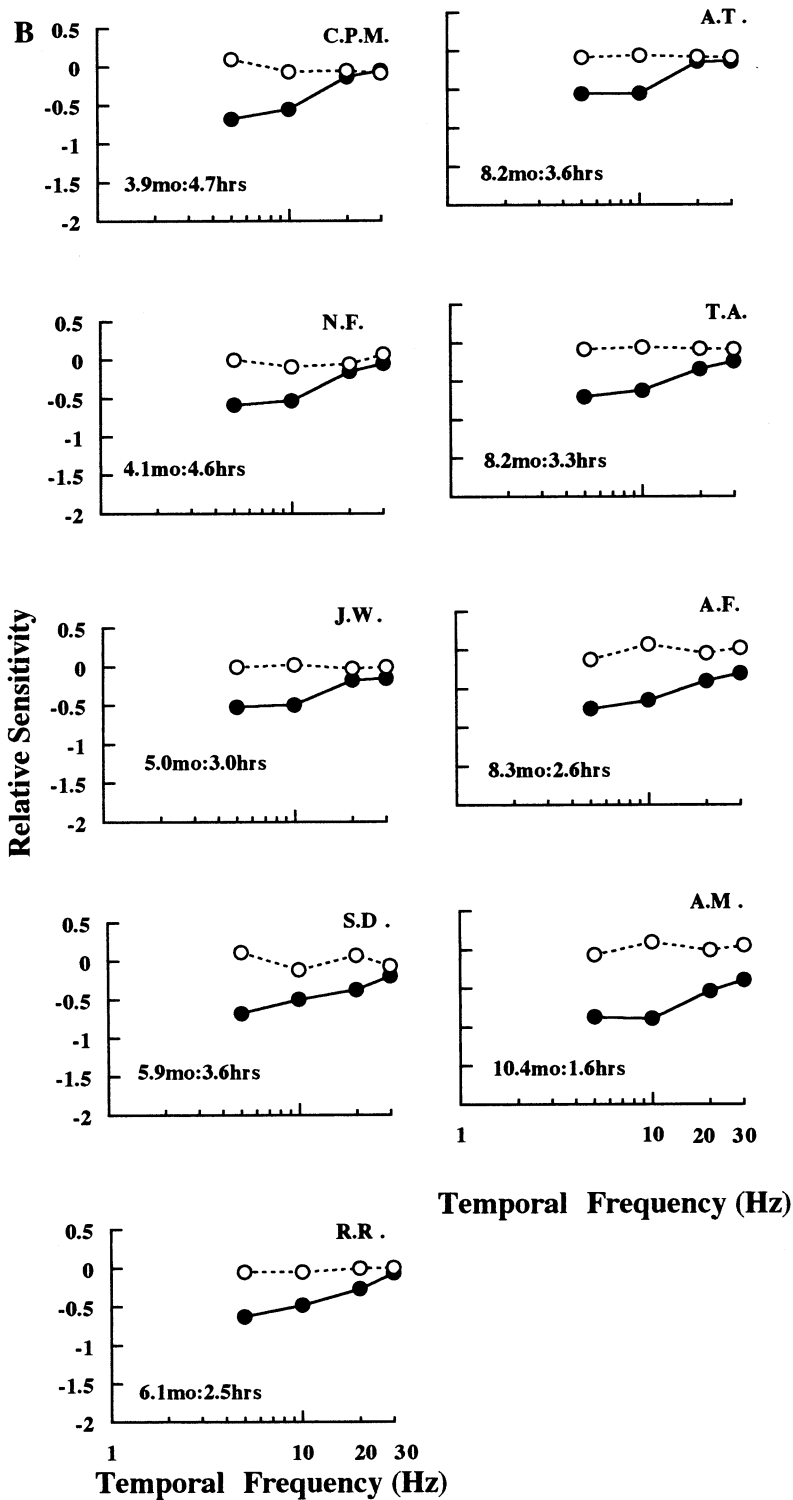 B
C.P.M.
0.5
0
-0.5
-1
-1.5
-2
3.9mo:4.7hrs
A.T .
8.2mo:3.6hrs
N.F.
0.5
0
-0.5
-1
-1.5
-2
4.1mo:4.6hrs
T.A.
8.2mo:3.3hrs
Relative Sensitivity
J.W .
0.5
0
-0.5
-1
-1.5
-2
5.0mo:3.0hrs
A.F.
8.3mo:2.6hrs
S.D .
0.5
0
-0.5
-1
-1.5
-2
5.9mo:3.6hrs
A.M .
10.4mo:1.6hrs
1 10 20 30
Temporal Frequency (Hz)
R.R .
0.5
0
-0.5
-1
-1.5
-2
6.1mo:2.5hrs
1 10 20 30
Temporal Frequency (Hz)